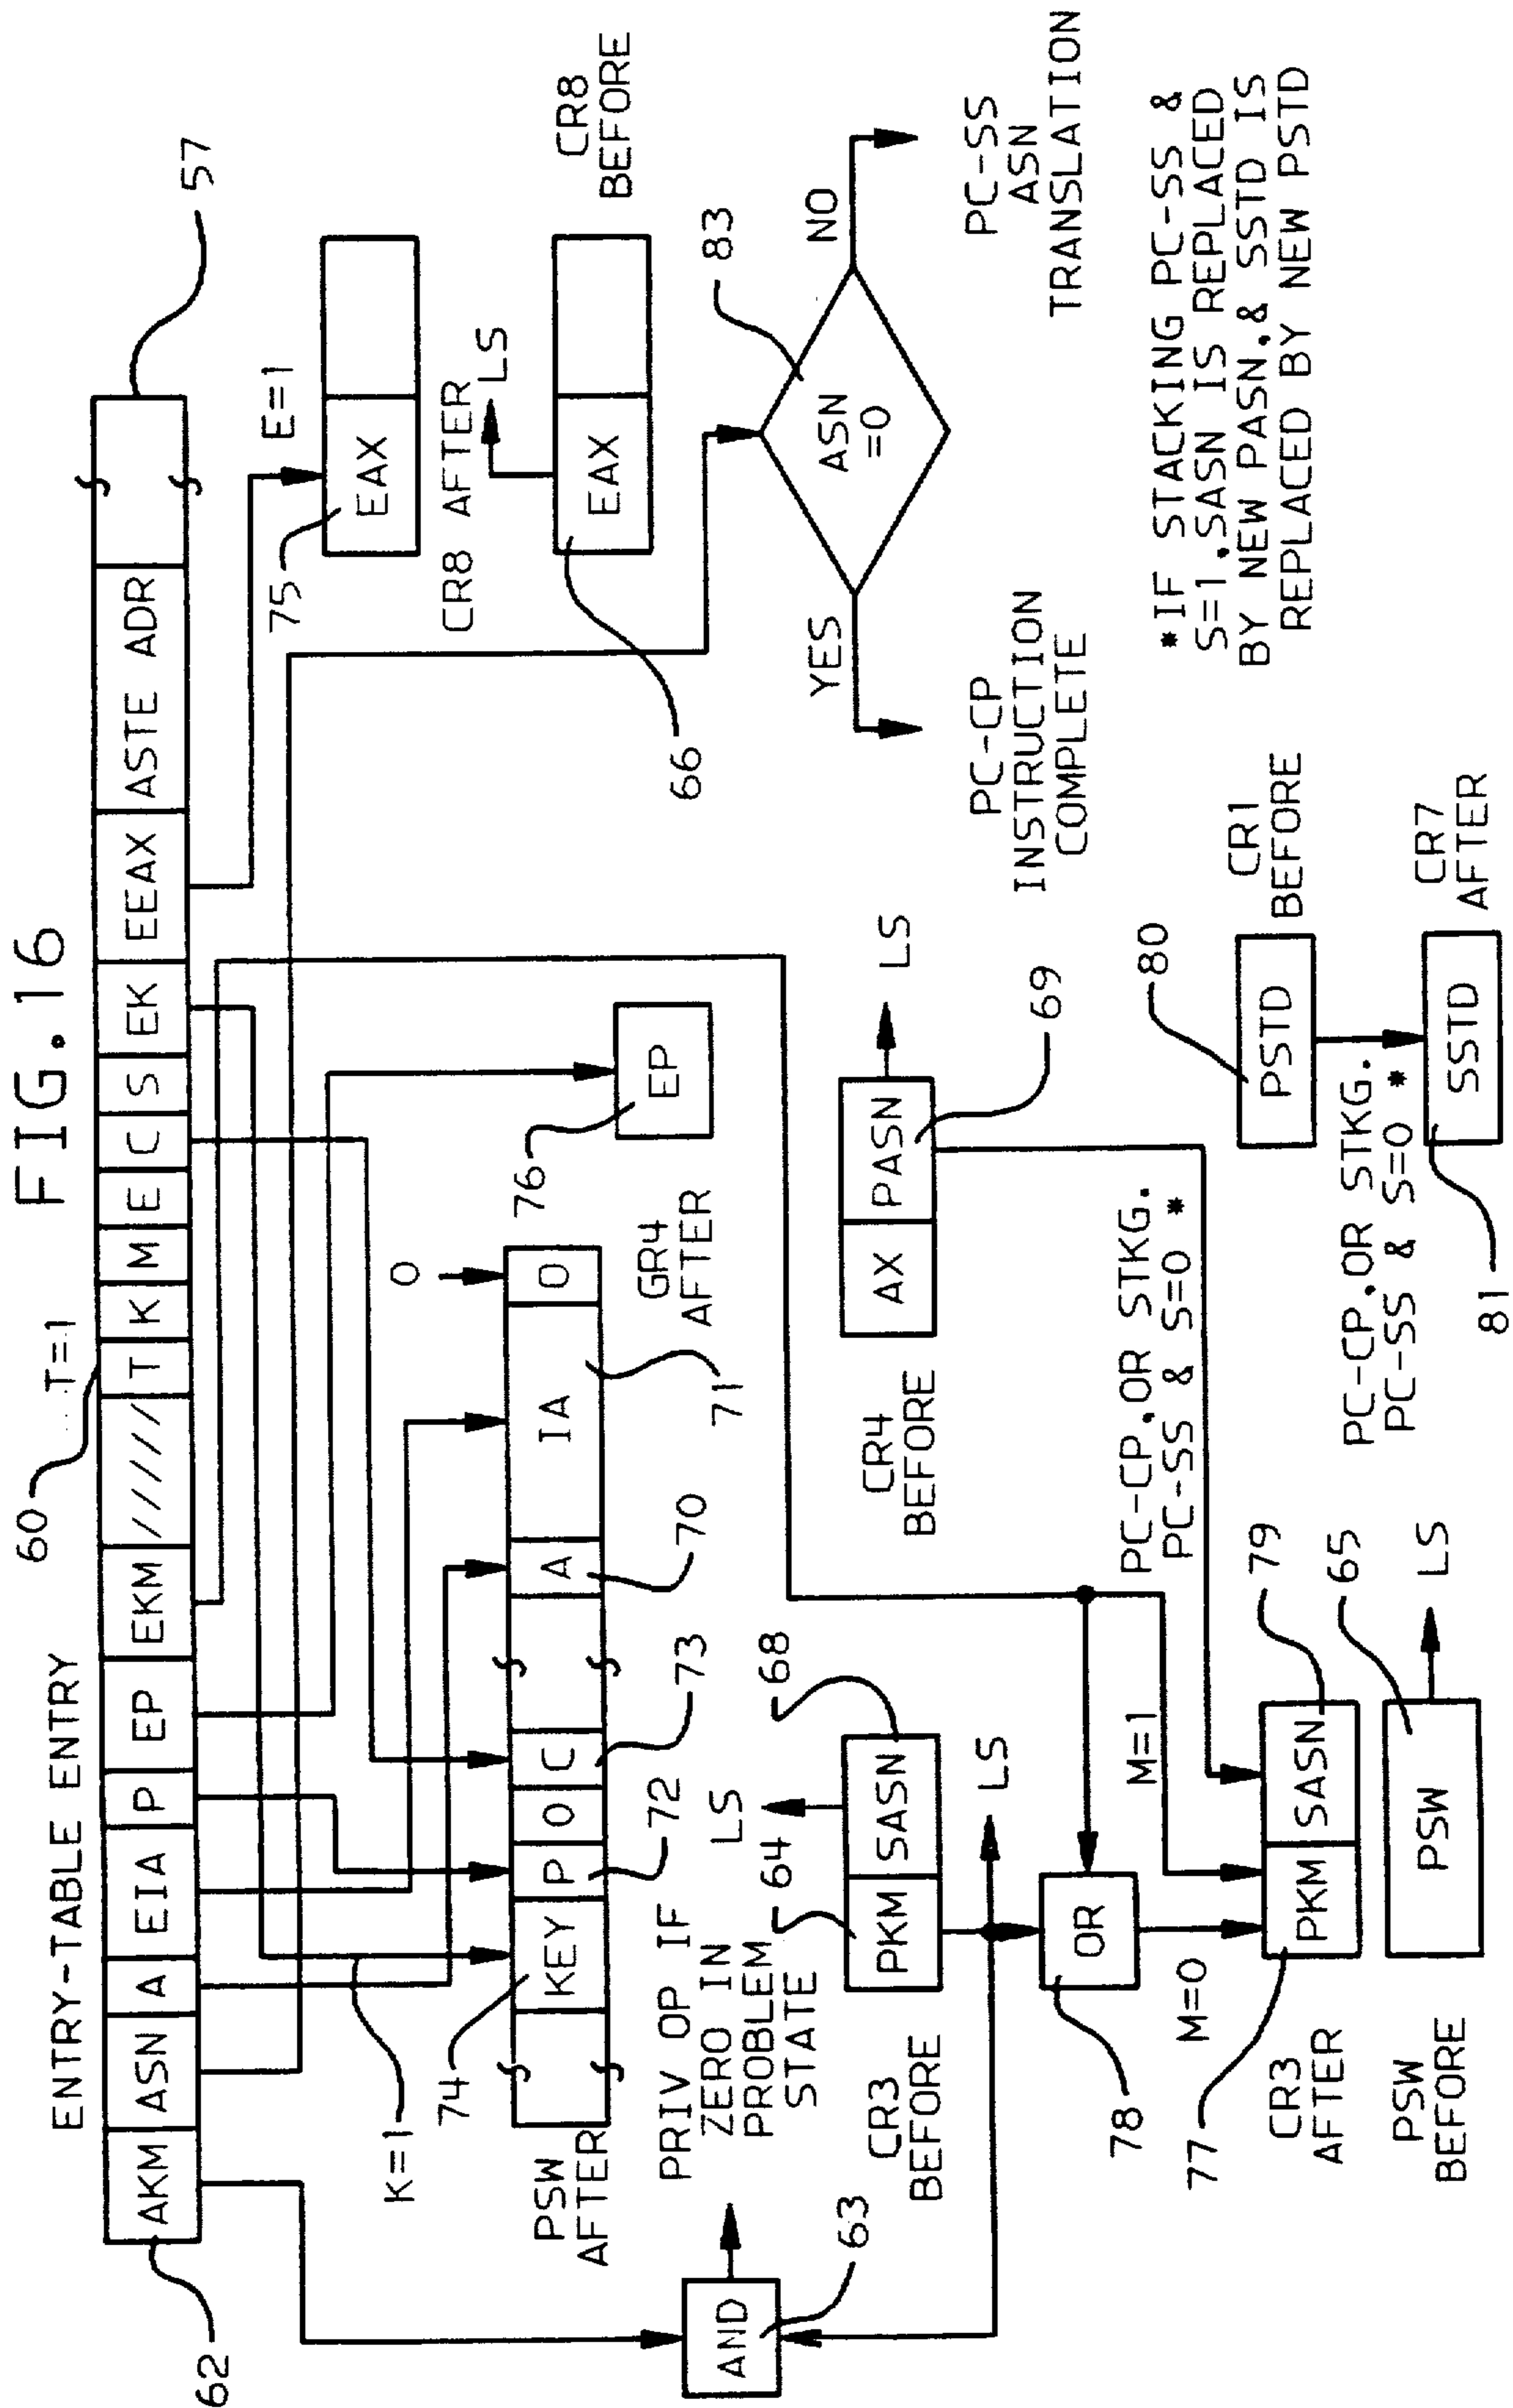 FIG.16
ENTRY-TABLE ENTRY
60
T=1
57
62
AKM ASN A EIA P EP EKM ///// T K M E C S EK EEAX ASTE ADR
K=1
E=1
75
EAX
CR8 AFTER
74
PSW
AFTER
KEY P O C A IA O
O
72
73
70
71
GR4
AFTER
76
EP
LS
EAX
66
CR8
BEFORE
AND
63
PRIV OP IF
ZERO IN
PROBLEM
STATE
64
LS
68
CR3
BEFORE
PKM SASN
LS
CR4
BEFORE
AX PASN
LS
69
ASN
=0
83
YES
NO
PC-CP
INSTRUCTION
COMPLETE
PC-SS
ASN
TRANSLATION
OR
78
M=0
M=1
PC-CP,OR STKG.
PC-SS & S=0 *
77
CR3
AFTER
PKM SASN
79
PSW
BEFORE
PSW
65
LS
80
PSTD
CR1
BEFORE
PC-CP,OR STKG.
PC-SS & S=0 *
SSTD
81
CR7
AFTER
*IF STACKING PC-SS &
S=1,SASN IS REPLACED
BY NEW PASN,& SSTD IS
REPLACED BY NEW PSTD